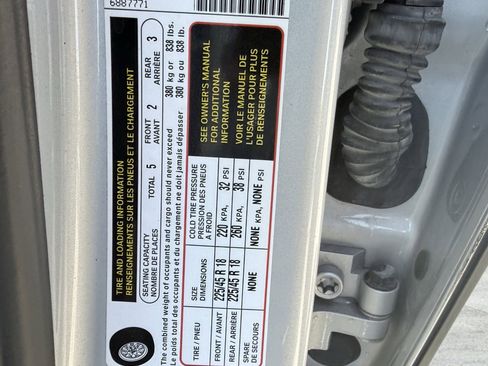 6887771
TIRE AND LOADING INFORMATION
RENSEIGNEMENTS SUR LES PNEUS ET LE CHARGEMENT
SEATING CAPACITY TOTAL 5 FRONT 2 REAR 3
NOMBRE DE PLACES AVANT ARRIÈRE
The combined weight of occupants and cargo should never exceed 380 kg or 838 lbs.
Le poids total des occupants et du chargement ne doit jamais dépasser 380 kg ou 838 lb.
TIRE / PNEU SIZE COLD TIRE PRESSURE
DIMENSIONS PRESSION DES PNEUS
A FROID
FRONT / AVANT 225/45 R 18 220 KPA, 32 PSI
REAR / ARRIÈRE 225/45 R 18 260 KPA, 38 PSI
SPARE NONE NONE KPA, NONE PSI
DE SECOURS
SEE OWNER'S MANUAL
FOR ADDITIONAL
INFORMATION
VOIR LE MANUEL DE
L'USAGER POUR PLUS
DE RENSEIGNEMENTS